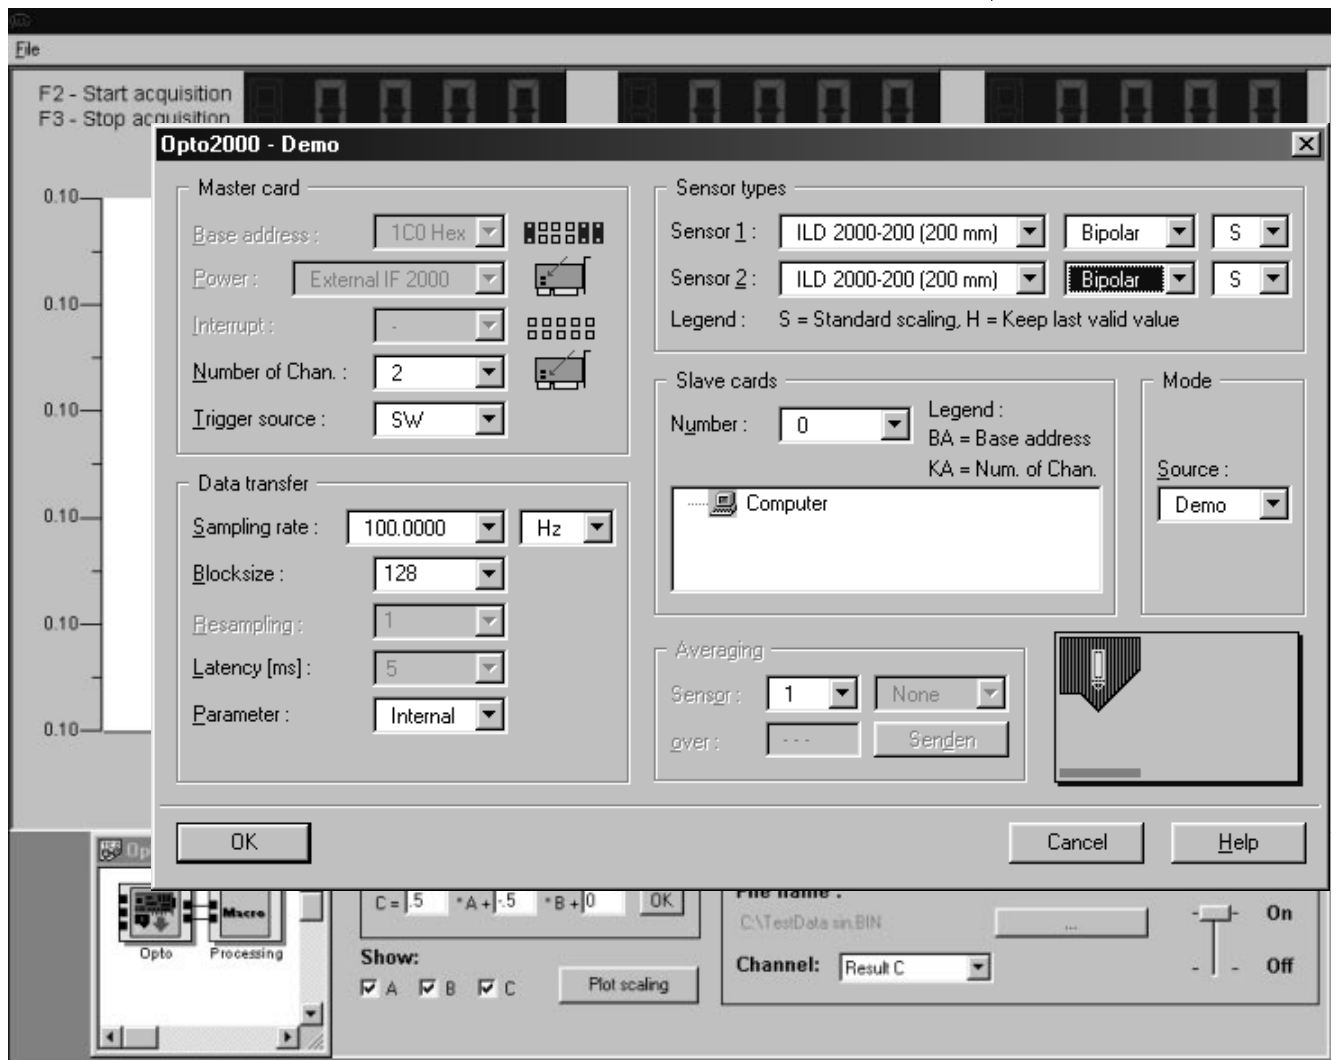 File
F2 - Start acquisition
F3 - Stop acquisition
Opto2000 - Demo
0.10
0.10
0.10
0.10
0.10
0.10
Master card
Base address :
1C0 Hex
Power :
External IF 2000
Interrupt :
-
Number of Chan. :
2
Trigger source :
SW
Data transfer
Sampling rate :
100.0000
Hz
Blocksize :
128
Resampling :
1
Latency [ms] :
5
Parameter :
Internal
Sensor types
Sensor 1 :
ILD 2000-200 (200 mm)
Bipolar
S
Sensor 2 :
ILD 2000-200 (200 mm)
Bipolar
S
Legend :
S = Standard scaling, H = Keep last valid value
Slave cards
Number :
0
Legend :
BA = Base address
KA = Num. of Chan.
Computer
Mode
Source :
Demo
Averaging
Sensor :
1
None
over :
- - -
Senden
OK
Cancel
Help
Op
Macro
Opto
Processing
C = .5 *A + -.5 *B + 0
OK
Show:
A
B
C
Plot scaling
File name :
C:\TestData sin.BIN
...
Channel:
Result C
On
Off